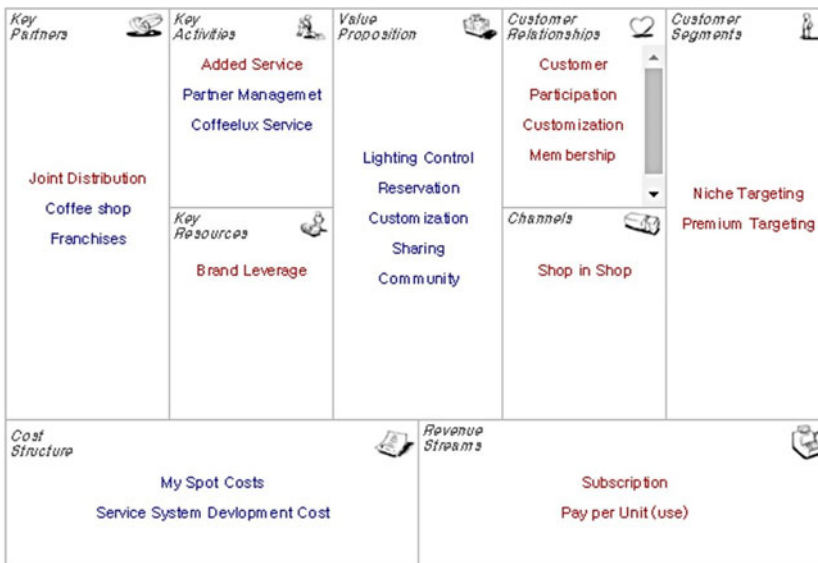 Key
Partners
Joint Distribution
Coffee shop
Franchises
Key
Activities
Added Service
Partner Managemet
Coffeelux Service
Key
Resources
Brand Leverage
Value
Proposition
Lighting Control
Reservation
Customization
Sharing
Community
Customer
Relationships
Customer
Participation
Customization
Membership
Channels
Shop in Shop
Customer
Segments
Niche Targeting
Premium Targeting
Cost
Structure
My Spot Costs
Service System Devlopment Cost
Revenue
Streams
Subscription
Pay per Unit (use)